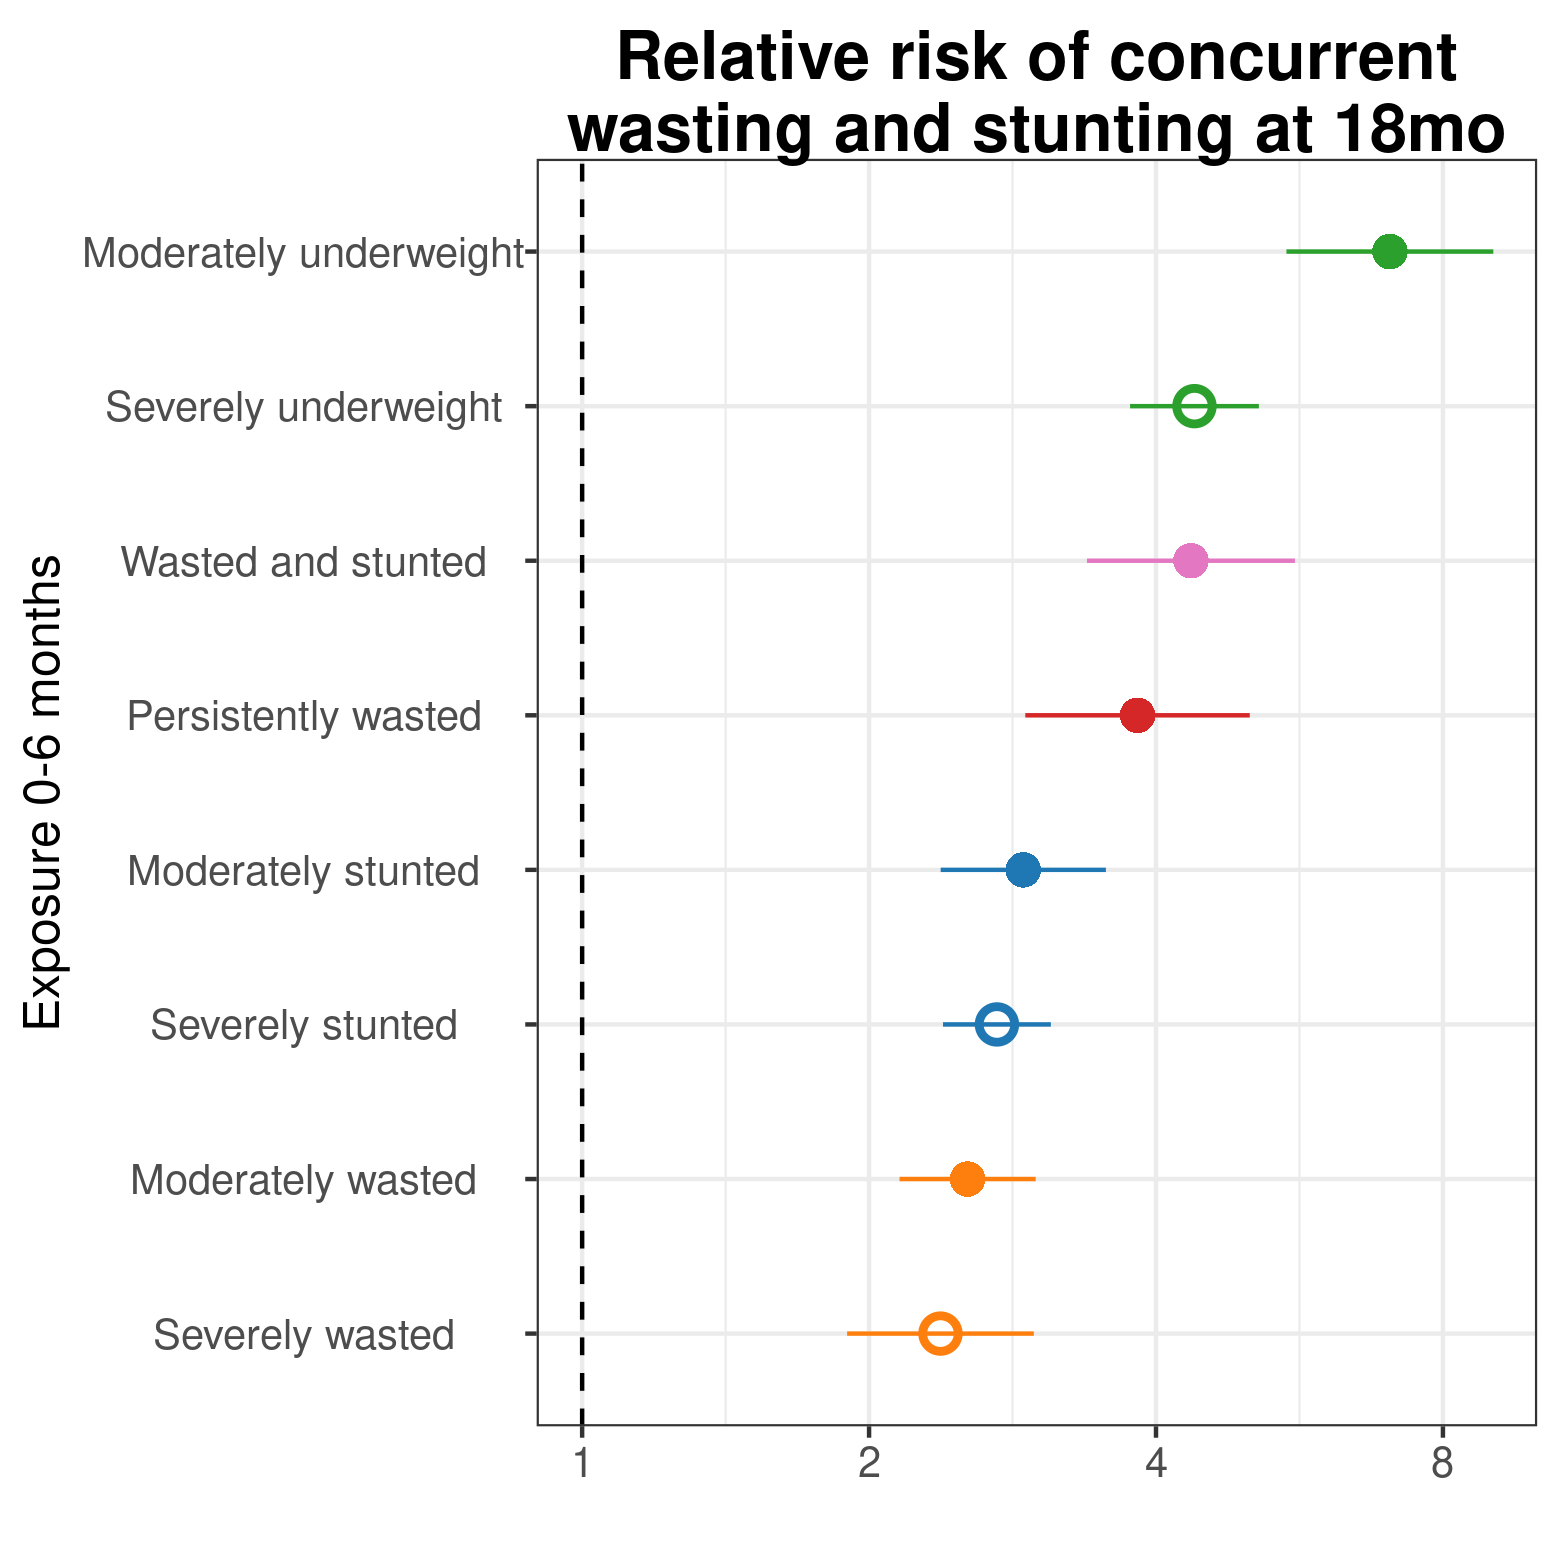 Relative risk of concurrent
wasting and stunting at 18mo
Exposure 0-6 months
Moderately underweight
Severely underweight
Wasted and stunted
Persistently wasted
Moderately stunted
Severely stunted
Moderately wasted
Severely wasted
1 2 4 8